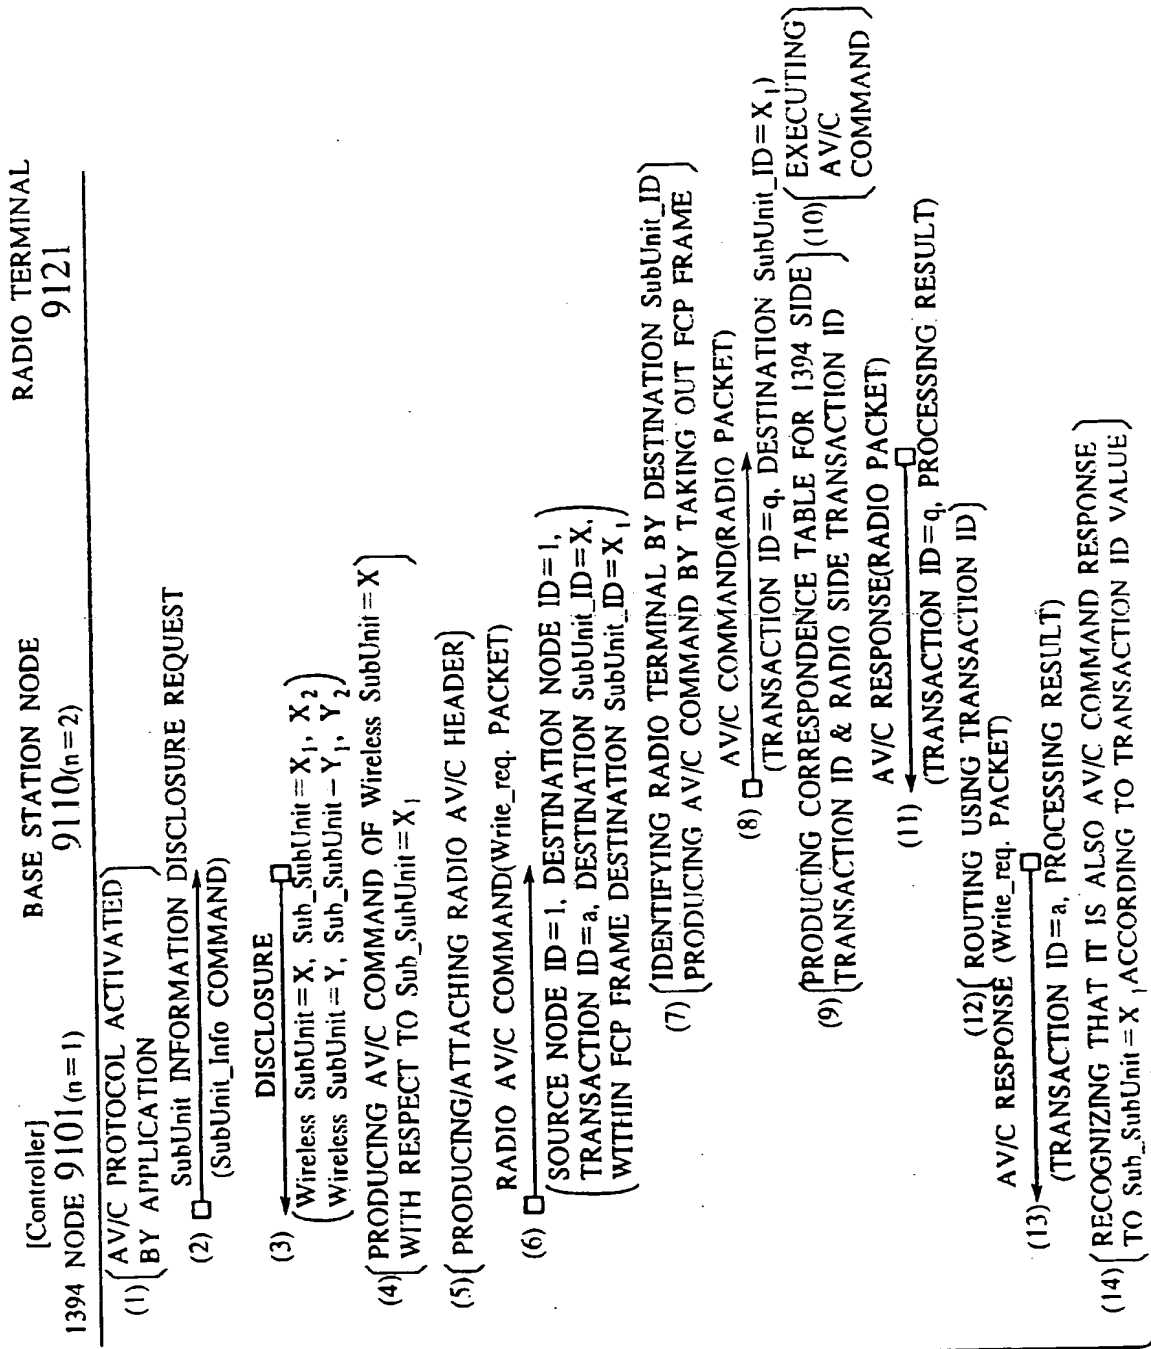 [Controller]
1394 NODE 9101(n=1)
BASE STATION NODE
9110(n=2)
RADIO TERMINAL
9121
(1) AV/C PROTOCOL ACTIVATED
BY APPLICATION
SubUnit INFORMATION DISCLOSURE REQUEST
(2)
(SubUnit_Info COMMAND)
DISCLOSURE
(3)
(Wireless SubUnit=X, Sub_SubUnit=X1, X2)
(Wireless SubUnit=Y, Sub_SubUnit-Y1, Y2)
(4) PRODUCING AV/C COMMAND OF Wireless SubUnit=X
WITH RESPECT TO Sub_SubUnit=X1
(5) PRODUCING/ATTACHING RADIO AV/C HEADER
RADIO AV/C COMMAND(Write_req. PACKET)
(6)
(SOURCE NODE ID=1, DESTINATION NODE ID=1,
TRANSACTION ID=a, DESTINATION SubUnit_ID=X,
WITHIN FCP FRAME DESTINATION SubUnit_ID=X1)
(7) IDENTIFYING RADIO TERMINAL BY DESTINATION SubUnit_ID
PRODUCING AV/C COMMAND BY TAKING OUT FCP FRAME
AV/C COMMAND(RADIO PACKET)
(8)
(TRANSACTION ID=q, DESTINATION SubUnit_ID=X1)
(9) PRODUCING CORRESPONDENCE TABLE FOR 1394 SIDE
TRANSACTION ID & RADIO SIDE TRANSACTION ID
(10) EXECUTING
AV/C
COMMAND
AV/C RESPONSE(RADIO PACKET)
(11)
(TRANSACTION ID=q, PROCESSING RESULT)
(12) ROUTING USING TRANSACTION ID
AV/C RESPONSE (Write_req. PACKET)
(13)
(TRANSACTION ID=a, PROCESSING RESULT)
(14) RECOGNIZING THAT IT IS ALSO AV/C COMMAND RESPONSE
TO Sub_SubUnit=X1 ACCORDING TO TRANSACTION ID VALUE